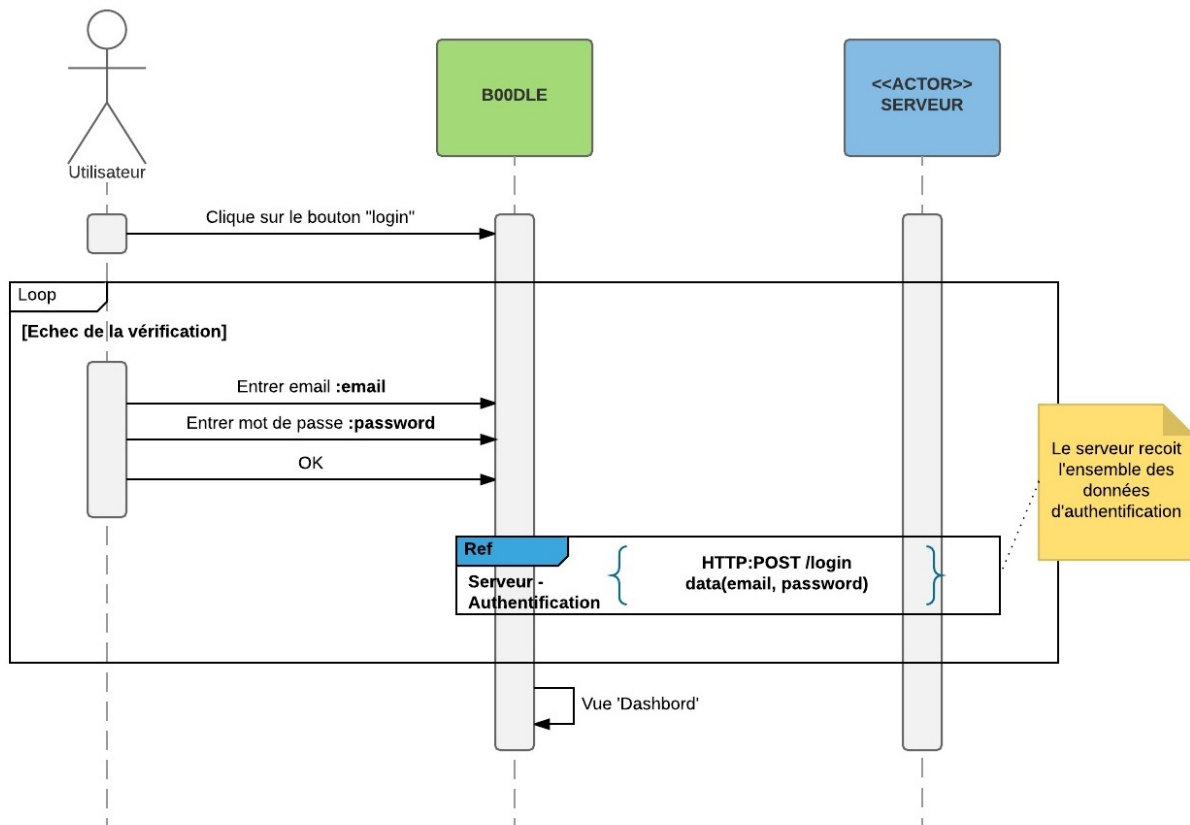 B00DLE
<<ACTOR>>
SERVEUR
Utilisateur
Clique sur le bouton "login"
Loop
[Echec de la vérification]
Entrer email :email
Entrer mot de passe :password
OK
Le serveur recoit
l'ensemble des
données
d'authentification
Ref
Serveur -
Authentification
HTTP:POST /login
data(email, password)
Vue 'Dashbord'